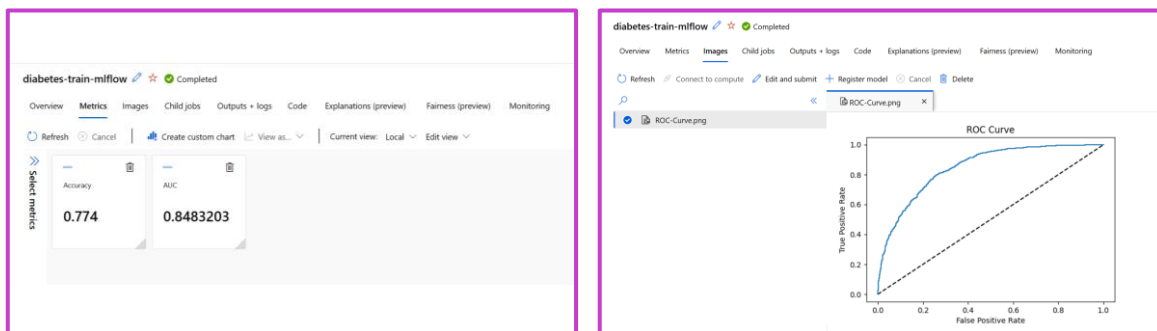 diabetes-train-mlflow Completed
Overview Metrics Images Child jobs Outputs + logs Code Explanations (preview) Fairness (preview) Monitoring
Refresh Cancel Create custom chart View as... Current view: Local Edit view
Select metrics
Accuracy
0.774
AUC
0.8483203
diabetes-train-mlflow Completed
Overview Metrics Images Child jobs Outputs + logs Code Explanations (preview) Fairness (preview) Monitoring
Refresh Connect to compute Edit and submit Register model Cancel Delete
ROC-Curve.png
ROC-Curve.png
ROC Curve
True Positive Rate
1.0
0.8
0.6
0.4
0.2
0.0
0.0 0.2 0.4 0.6 0.8 1.0
False Positive Rate